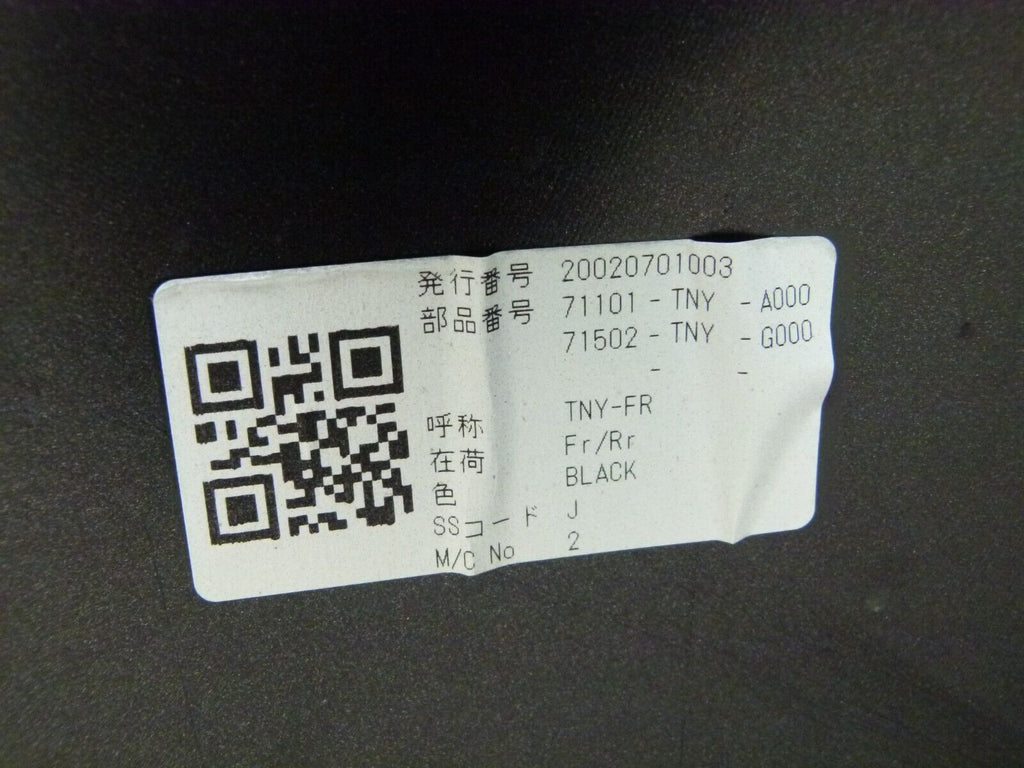 発行番号 20020701003
部品番号 71101 - TNY - A000
71502 - TNY - G000
- -
呼称 TNY-FR
在荷 Fr/Rr
色 BLACK
SSコード J
M/C No 2